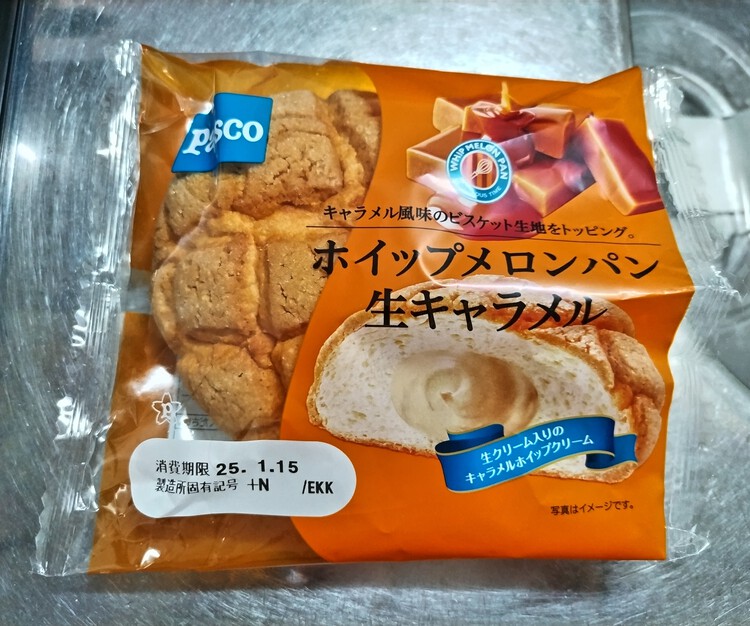 Pasco
WHIP MELON PAN
キャラメル風味のビスケット生地をトッピング。
ホイップメロンパン
生キャラメル
生クリーム入りの
キャラメルホイップクリーム
消費期限 25. 1.15
製造所固有記号 +N /EKK
写真はイメージです。